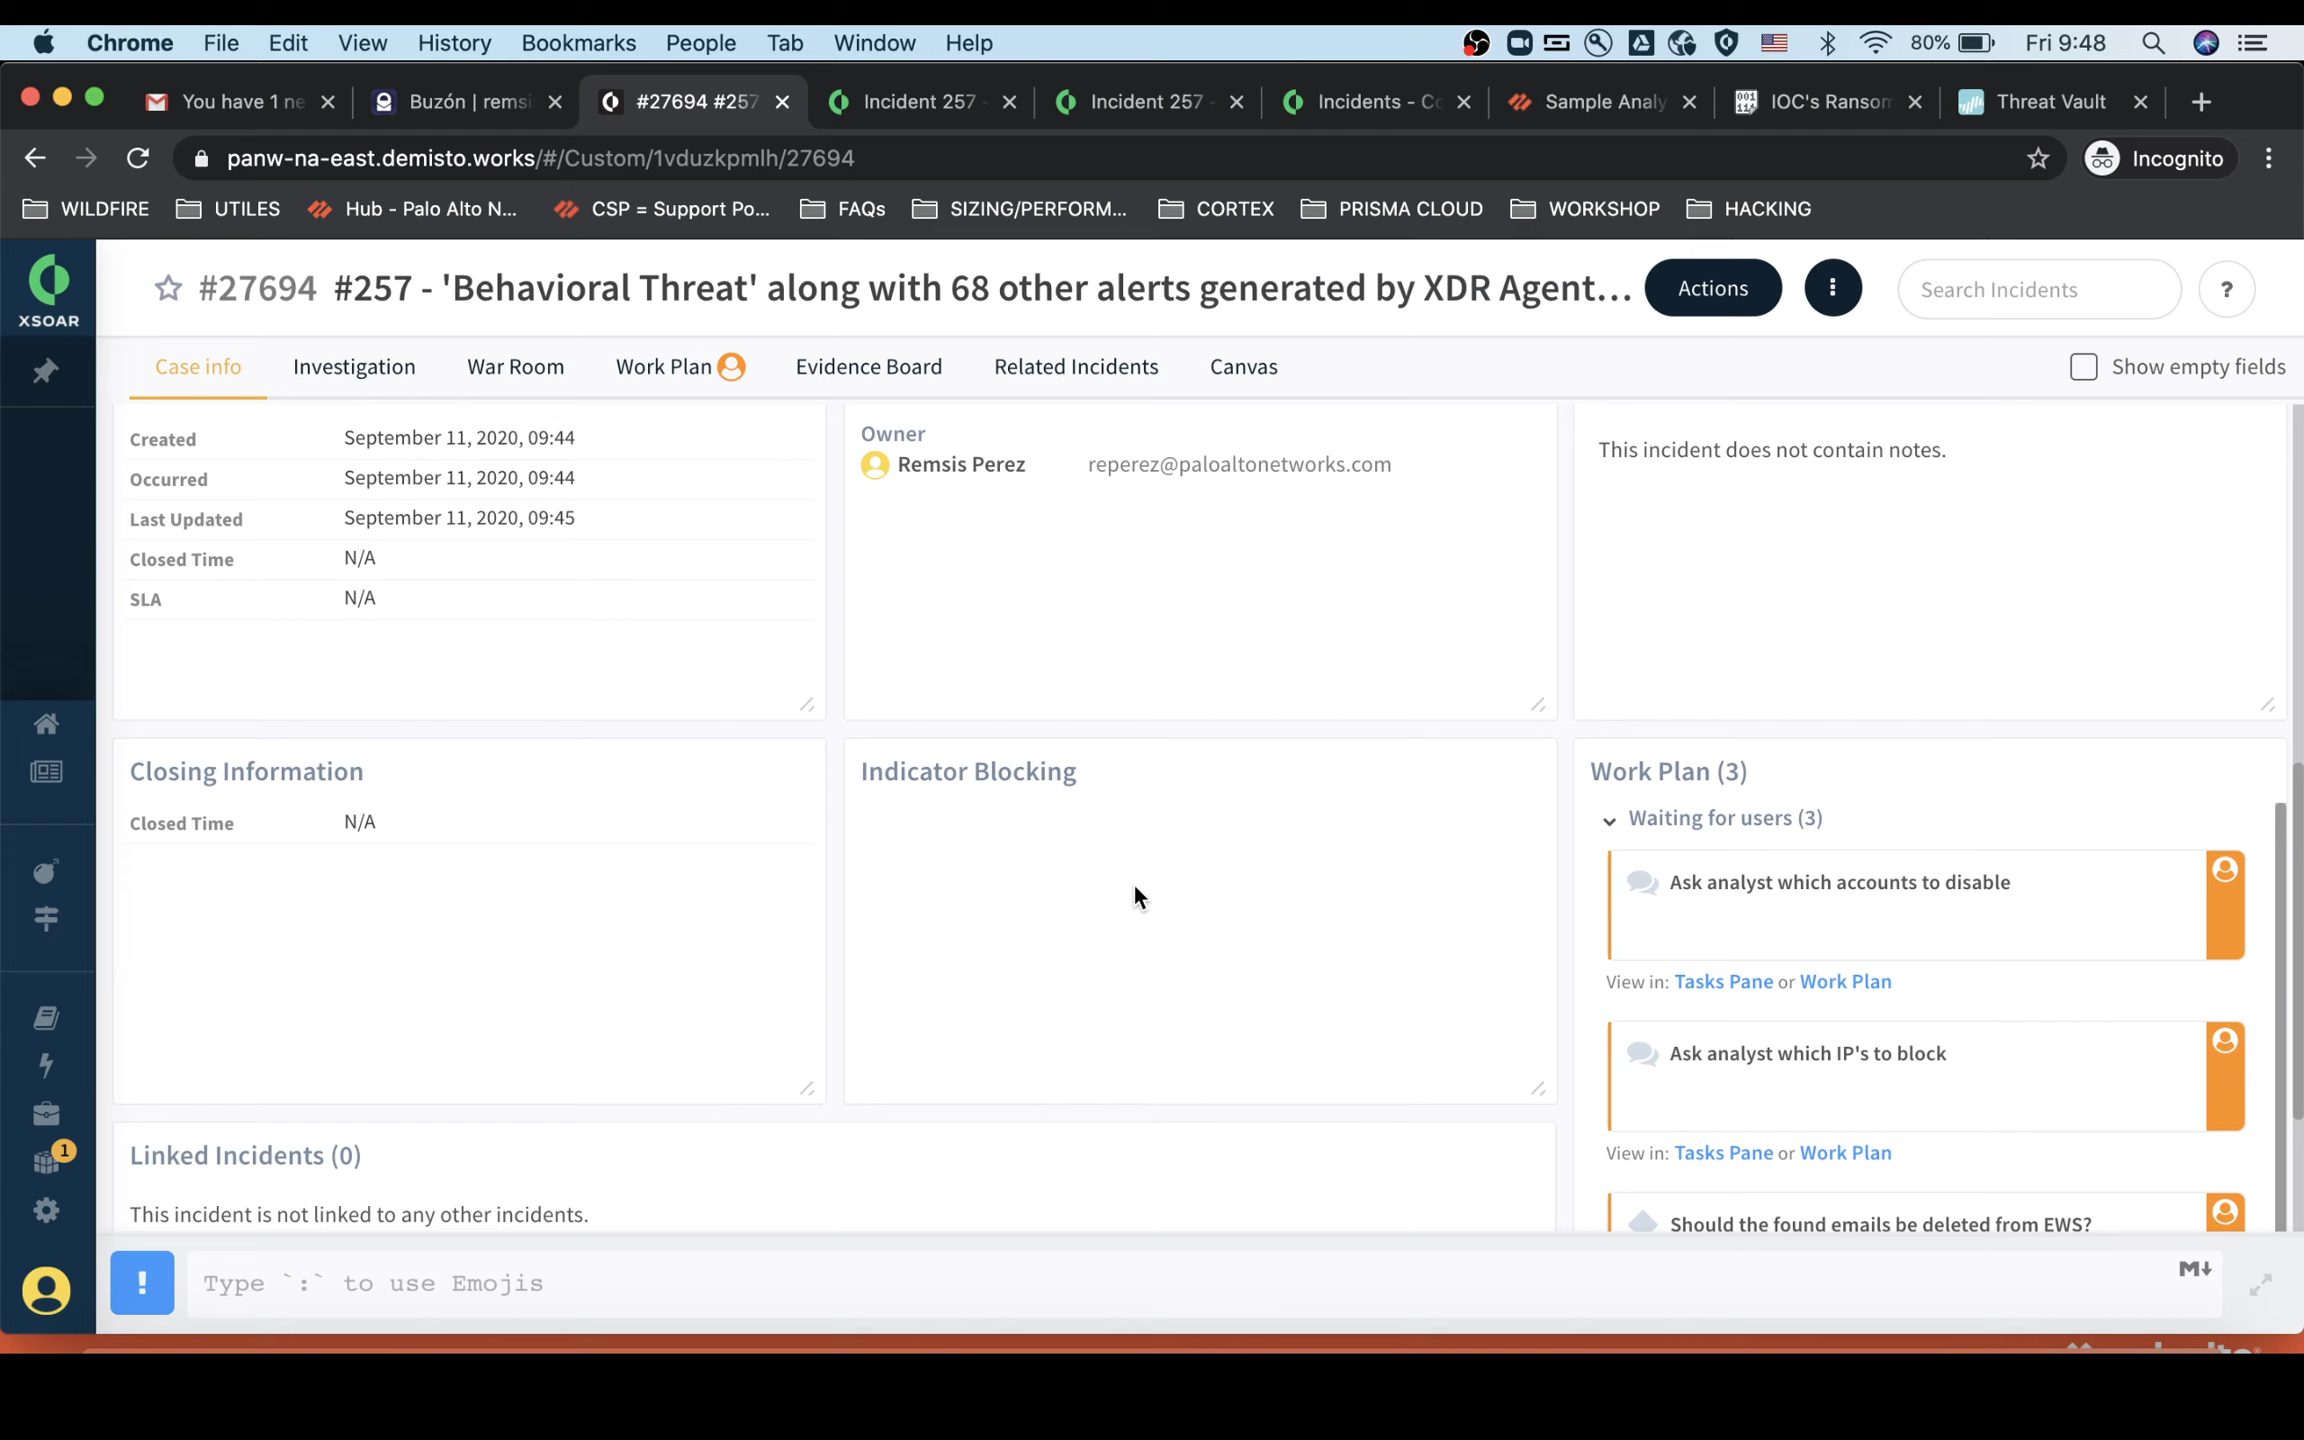 Chrome File Edit View History Bookmarks People Tab Window Help 80% Fri 9:48
You have 1 ne Buzón | remsi #27694 #257 Incident 257 - Incident 257 - Incidents - Co Sample Analy IOC's Ransom Threat Vault
panw-na-east.demisto.works/#/Custom/1vduzkpmlh/27694 Incognito
WILDFIRE UTILES Hub - Palo Alto N... CSP = Support Po... FAQs SIZING/PERFORM... CORTEX PRISMA CLOUD WORKSHOP HACKING
XSOAR
#27694 #257 - 'Behavioral Threat' along with 68 other alerts generated by XDR Agent... Actions Search Incidents ?
Case info Investigation War Room Work Plan Evidence Board Related Incidents Canvas Show empty fields
Created September 11, 2020, 09:44
Occurred September 11, 2020, 09:44
Last Updated September 11, 2020, 09:45
Closed Time N/A
SLA N/A
Owner
Remsis Perez reperez@paloaltonetworks.com
This incident does not contain notes.
Closing Information
Closed Time N/A
Indicator Blocking
Work Plan (3)
Waiting for users (3)
Ask analyst which accounts to disable
View in: Tasks Pane or Work Plan
Ask analyst which IP's to block
View in: Tasks Pane or Work Plan
Should the found emails be deleted from EWS?
Linked Incidents (0)
This incident is not linked to any other incidents.
1
! Type `:` to use Emojis M↓